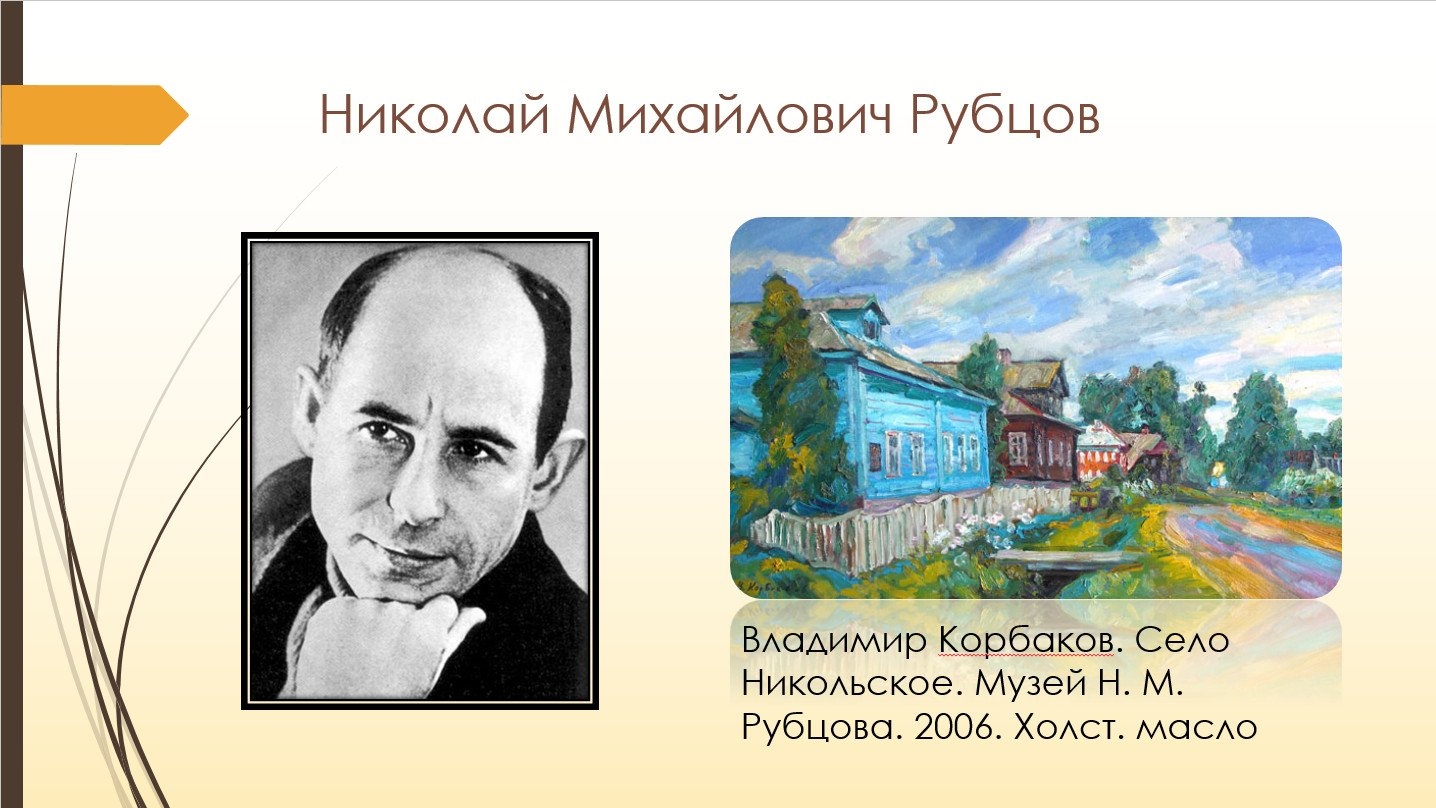 Николай Михайлович Рубцов
Владимир Корбаков. Село
Никольское. Музей Н. М.
Рубцова. 2006. Холст. масло